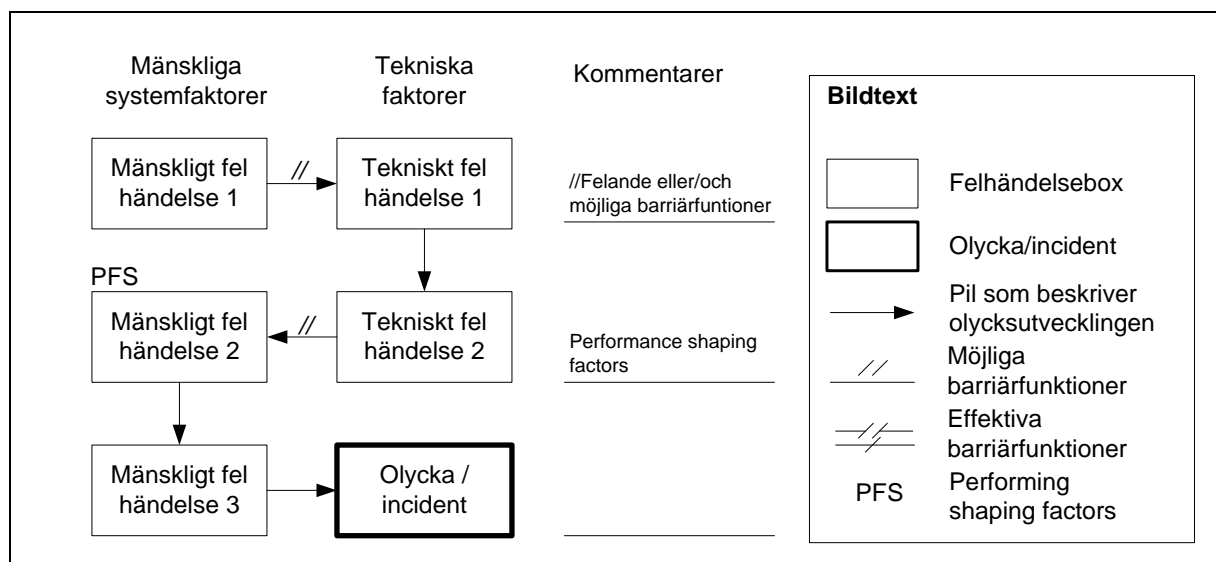 Mänskliga
systemfaktorer
Tekniska
faktorer
Kommentarer
Mänskligt fel
händelse 1
//
Tekniskt fel
händelse 1
//Felande eller/och
möjliga barriärfuntioner
PFS
Mänskligt fel
händelse 2
//
Tekniskt fel
händelse 2
Performance shaping
factors
Mänskligt fel
händelse 3
Olycka /
incident
Bildtext
Felhändelsebox
Olycka/incident
Pil som beskriver
olycksutvecklingen
Möjliga
barriärfunktioner
Effektiva
barriärfunktioner
PFS
Performing
shaping factors